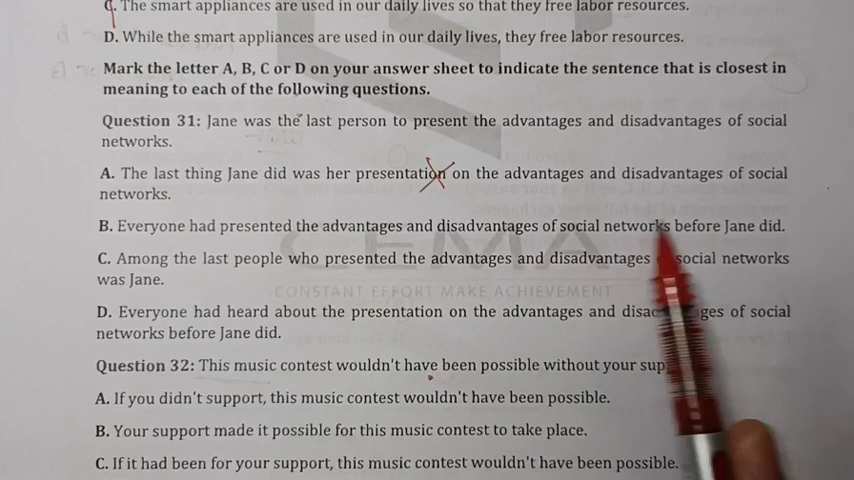 C. The smart appliances are used in our daily lives so that they free labor resources.
D. While the smart appliances are used in our daily lives, they free labor resources.
Mark the letter A, B, C or D on your answer sheet to indicate the sentence that is closest in
meaning to each of the following questions.
Question 31: Jane was the last person to present the advantages and disadvantages of social
networks.
A. The last thing Jane did was her presentation on the advantages and disadvantages of social
networks.
B. Everyone had presented the advantages and disadvantages of social networks before Jane did.
C. Among the last people who presented the advantages and disadvantages social networks
was Jane.
CONSTANT EFFORT MAKE ACHIEVEMENT
D. Everyone had heard about the presentation on the advantages and of social
networks before Jane did.
Question 32: This music contest wouldn't have been possible without your
A. If you didn't support, this music contest wouldn't have been possible.
B. Your support made it possible for this music contest to take place.
C. If it had been for your support, this music contest wouldn't have been possible.